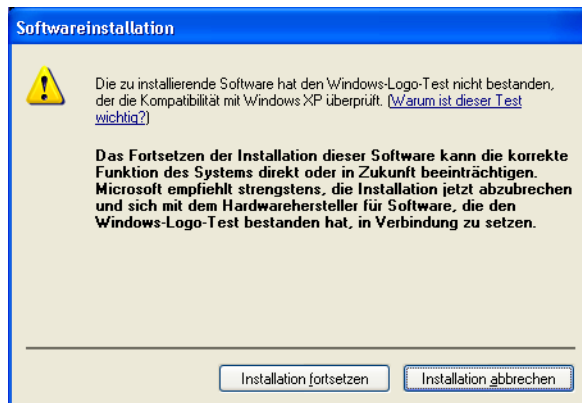 Softwareinstallation
Die zu installierende Software hat den Windows-Logo-Test nicht bestanden,
der die Kompatibilität mit Windows XP überprüft. (Warum ist dieser Test
wichtig?)
Das Fortsetzen der Installation dieser Software kann die korrekte
Funktion des Systems direkt oder in Zukunft beeinträchtigen.
Microsoft empfiehlt strengstens, die Installation jetzt abzubrechen
und sich mit dem Hardwarehersteller für Software, die den
Windows-Logo-Test bestanden hat, in Verbindung zu setzen.
Installation fortsetzen
Installation abbrechen